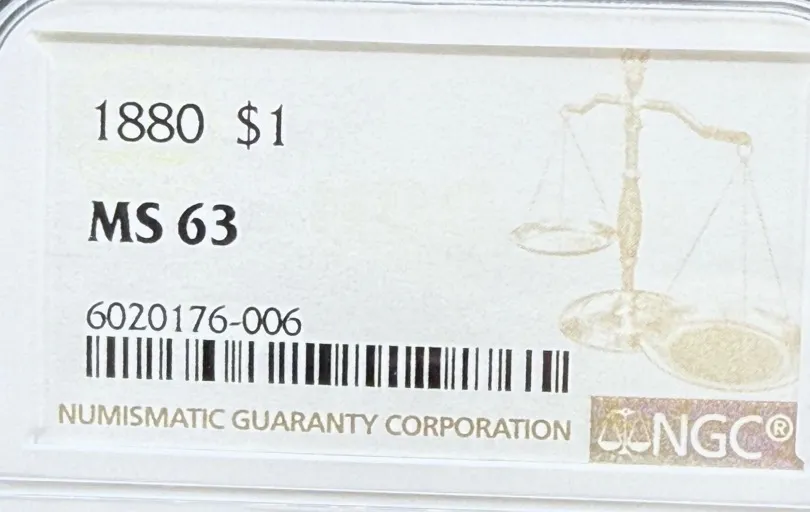 1880 $1
MS 63
6020176-006
NUMISMATIC GUARANTY CORPORATION NGC®